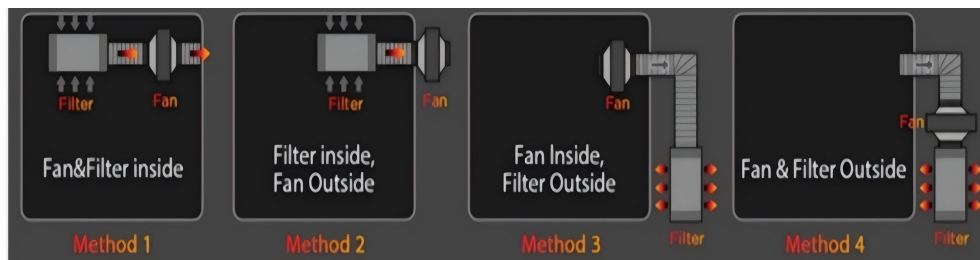 Filter
Fan
Fan&Filter inside
Method 1
Filter
Fan
Filter inside,
Fan Outside
Method 2
Fan
Fan Inside,
Filter Outside
Filter
Method 3
Fan
Fan & Filter Outside
Filter
Method 4